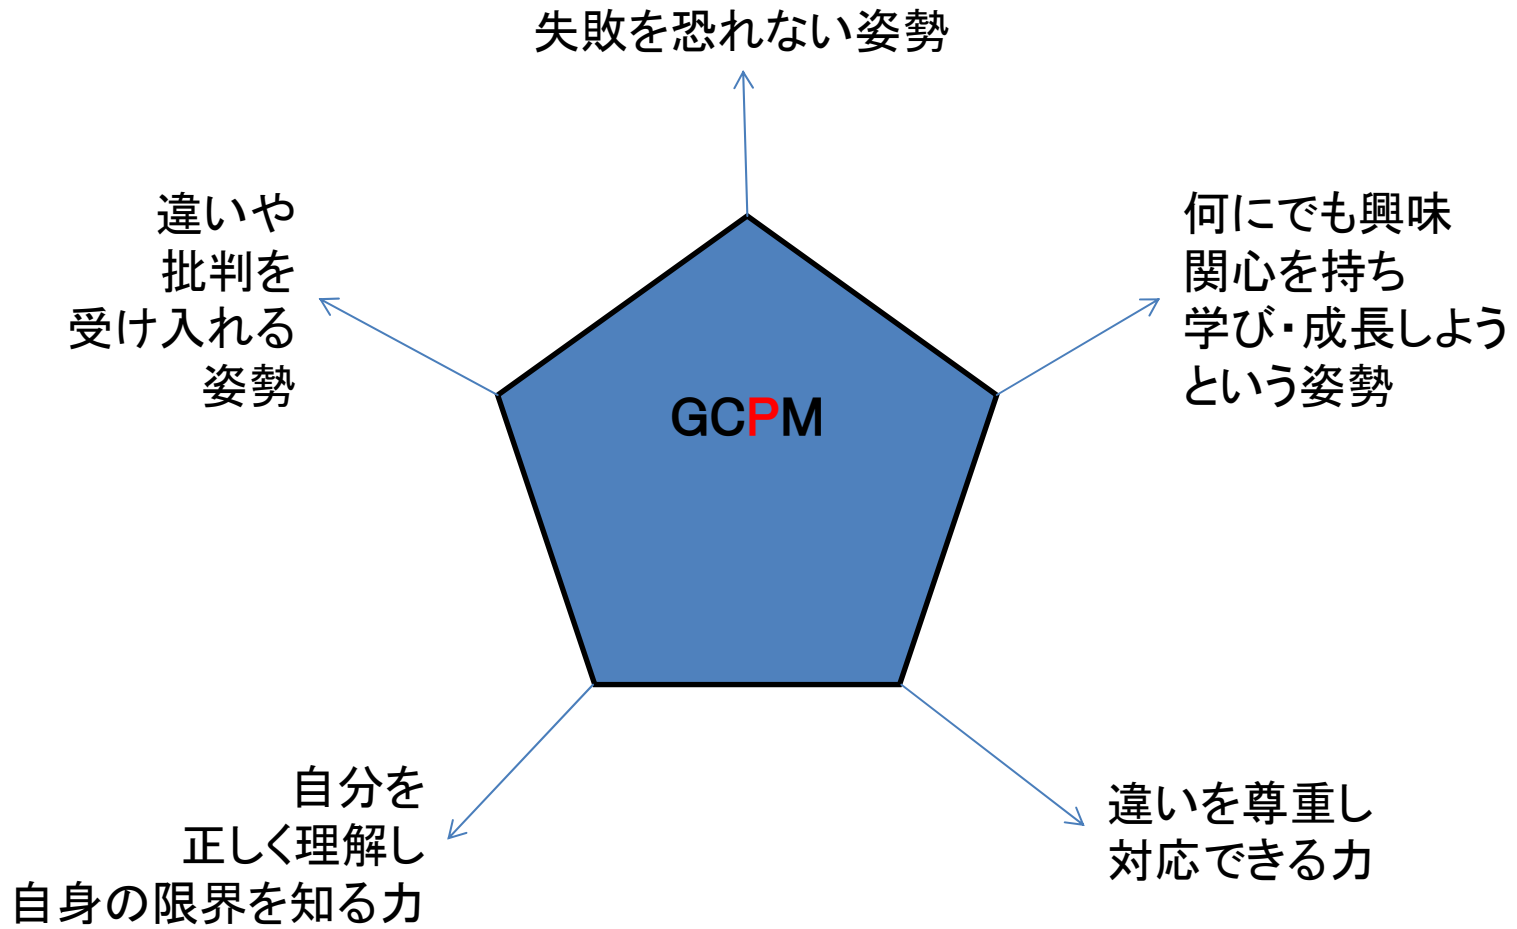 失敗を恐れない姿勢
違いや
批判を
受け入れる
姿勢
何にでも興味
関心を持ち
学び・成長しよう
という姿勢
GCPM
自分を
正しく理解し
自身の限界を知る力
違いを尊重し
対応できる力